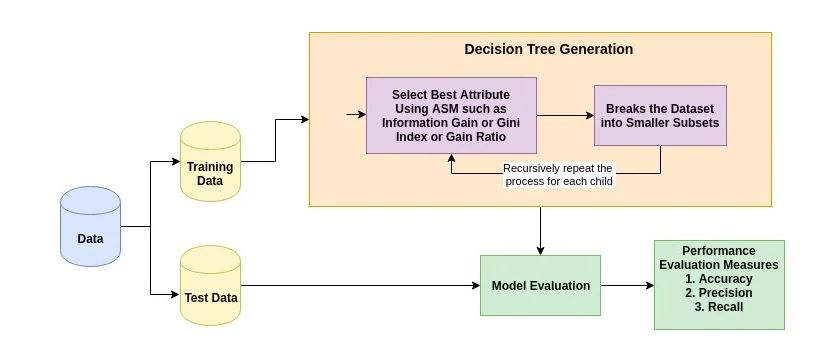 Decision Tree Generation
Select Best Attribute
Using ASM such as
Information Gain or Gini
Index or Gain Ratio
Breaks the Dataset
into Smaller Subsets
Recursively repeat the
process for each child
Training
Data
Data
Test Data
Model Evaluation
Performance
Evaluation Measures
1. Accuracy
2. Precision
3. Recall